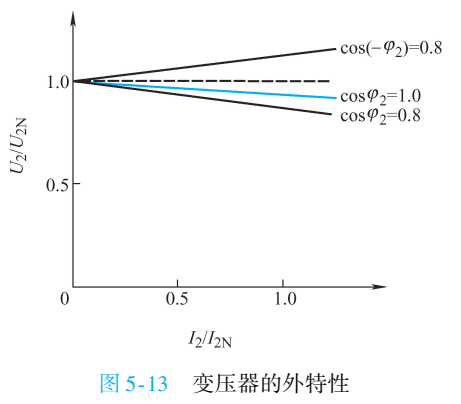 cos(−φ₂)=0.8
1.0
cosφ₂=1.0
cosφ₂=0.8
U₂/U₂N
0.5
0
0.5
1.0
I₂/I₂N
图 5-13 变压器的外特性